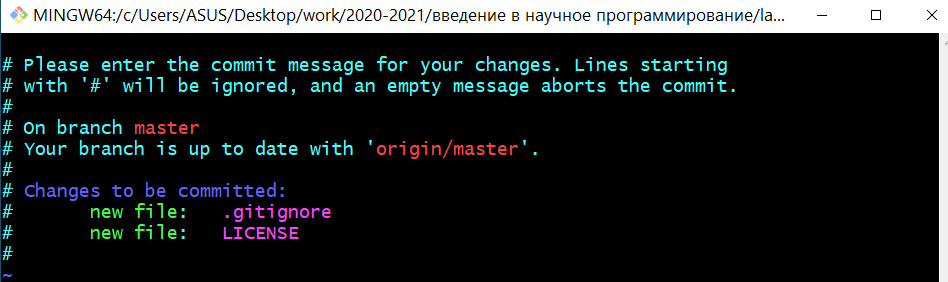 MINGW64:/c/Users/ASUS/Desktop/work/2020-2021/введение в научное программирование/la...
# Please enter the commit message for your changes. Lines starting
# with '#' will be ignored, and an empty message aborts the commit.
#
# On branch master
# Your branch is up to date with 'origin/master'.
#
# Changes to be committed:
#       new file:   .gitignore
#       new file:   LICENSE
#
~